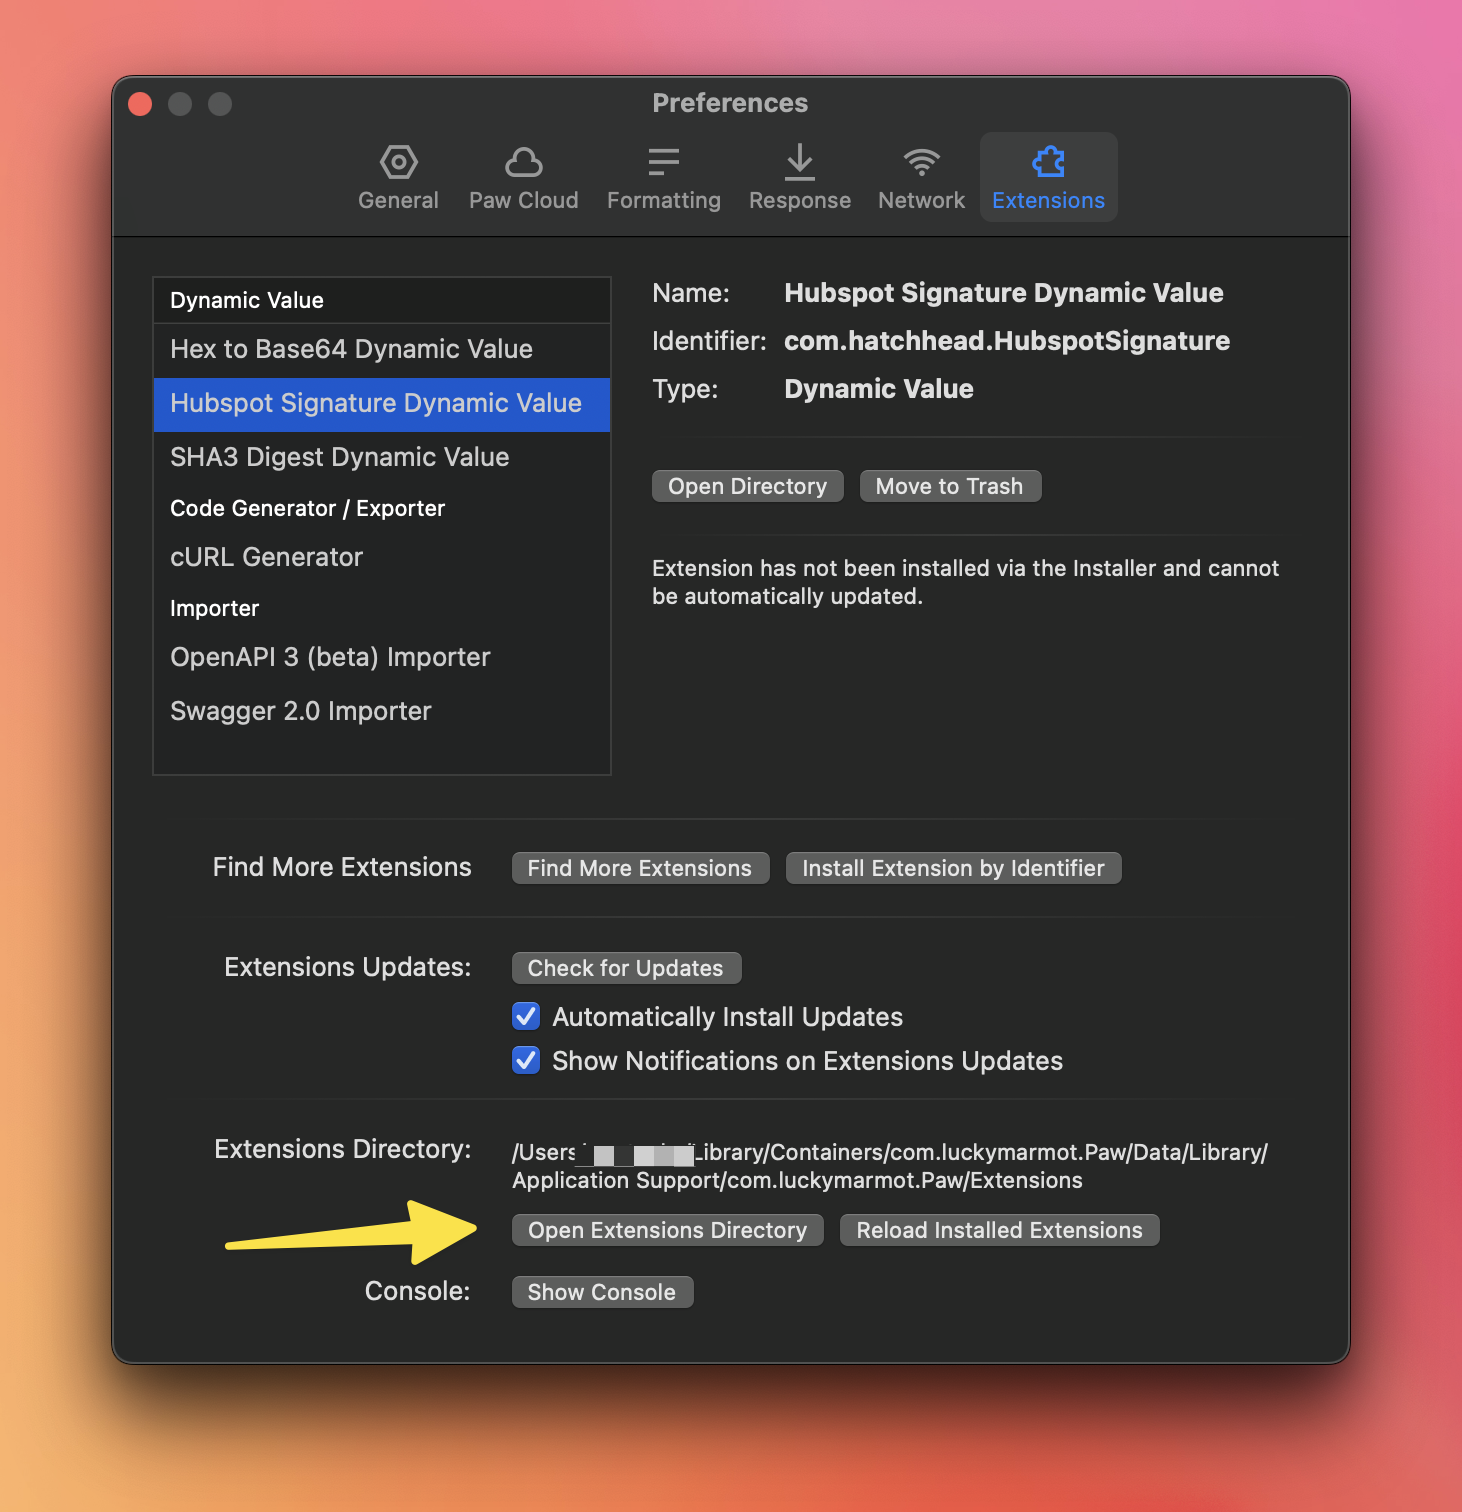 Preferences
General
Paw Cloud
Formatting
Response
Network
Extensions
Dynamic Value
Hex to Base64 Dynamic Value
Hubspot Signature Dynamic Value
SHA3 Digest Dynamic Value
Code Generator / Exporter
cURL Generator
Importer
OpenAPI 3 (beta) Importer
Swagger 2.0 Importer
Name: Hubspot Signature Dynamic Value
Identifier: com.hatchhead.HubspotSignature
Type: Dynamic Value
Open Directory
Move to Trash
Extension has not been installed via the Installer and cannot
be automatically updated.
Find More Extensions
Find More Extensions
Install Extension by Identifier
Extensions Updates:
Check for Updates
Automatically Install Updates
Show Notifications on Extensions Updates
Extensions Directory:
/Users Library/Containers/com.luckymarmot.Paw/Data/Library/
Application Support/com.luckymarmot.Paw/Extensions
Open Extensions Directory
Reload Installed Extensions
Console:
Show Console